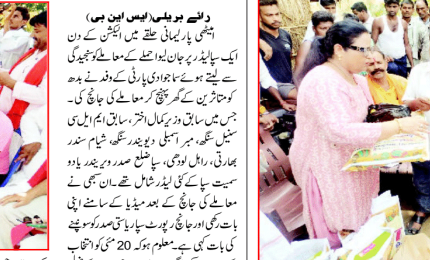 رائے بریلی (ایس این بی)
امیٹھی پارلیمانی حلقے میں الیکشن کے دن
ایک سپا لیڈر پر جان لیوا حملے کے معاملے کو سنجیدگی
سے لیتے ہوئے سماجوادی پارٹی کے وفد نے بدھ
کو متاثرین کے گھر پہنچ کر معاملے کی جانچ کی۔
جس میں سابق وزیر کمال اختر، سابق ایم ایل سی
سنیل سنگھ، ممبر اسمبلی دیویندر سنگھ، شیام سندر
بھارتی، راہل لودھی، سپا ضلع صدر ویریندر یادو
سمیت سپا کے کئی لیڈر شامل تھے۔ ان سبھی نے
معاملے کی جانچ کے بعد میڈیا کے سامنے اپنی
بات رکھی اور جانچ رپورٹ سپا ریاستی صدر کو سونپنے
کی بات کہی ہے۔ معلوم ہو کہ 20 مئی کو انتخاب